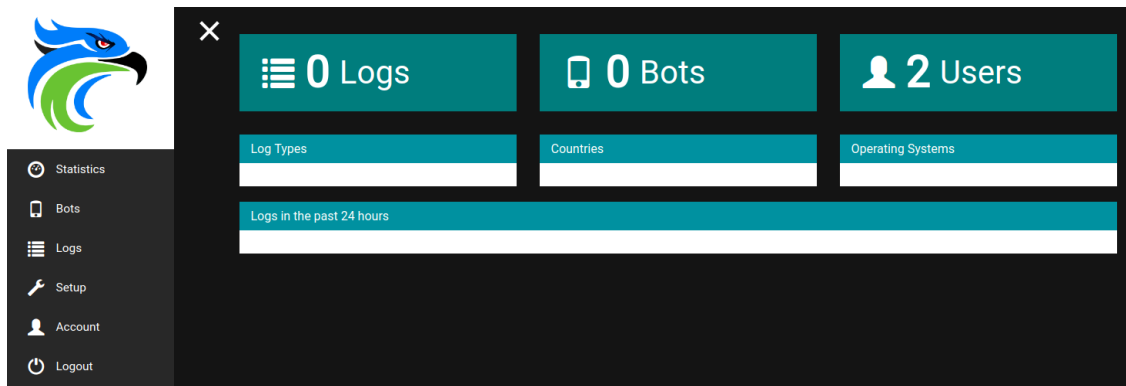 0 Logs
0 Bots
2 Users
Log Types
Countries
Operating Systems
Logs in the past 24 hours
Statistics
Bots
Logs
Setup
Account
Logout